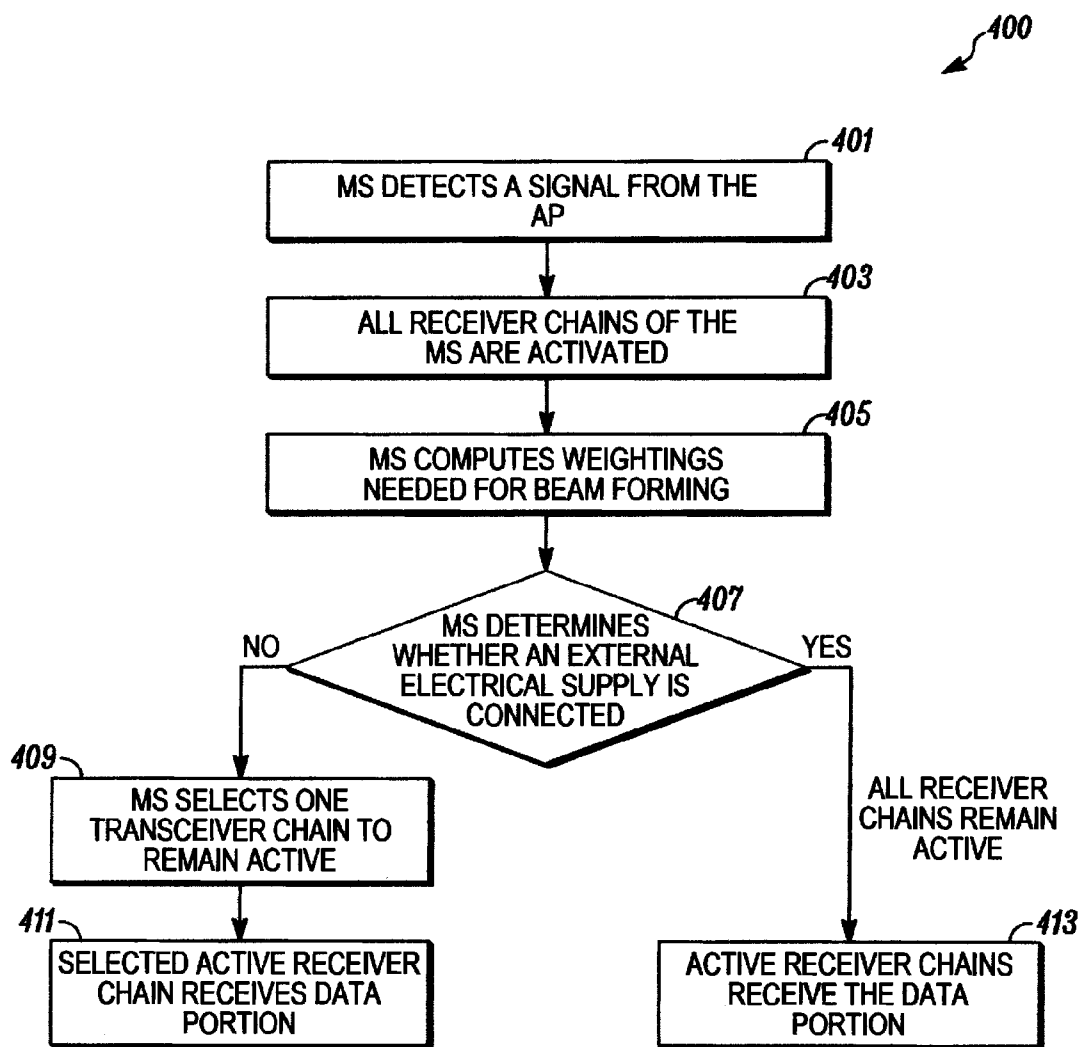 400
401
MS DETECTS A SIGNAL FROM THE
AP
403
ALL RECEIVER CHAINS OF THE
MS ARE ACTIVATED
405
MS COMPUTES WEIGHTINGS
NEEDED FOR BEAM FORMING
407
MS DETERMINES
WHETHER AN EXTERNAL
ELECTRICAL SUPPLY IS
CONNECTED
NO
YES
409
MS SELECTS ONE
TRANSCEIVER CHAIN TO
REMAIN ACTIVE
ALL RECEIVER
CHAINS REMAIN
ACTIVE
411
SELECTED ACTIVE RECEIVER
CHAIN RECEIVES DATA
PORTION
413
ACTIVE RECEIVER CHAINS
RECEIVE THE DATA
PORTION